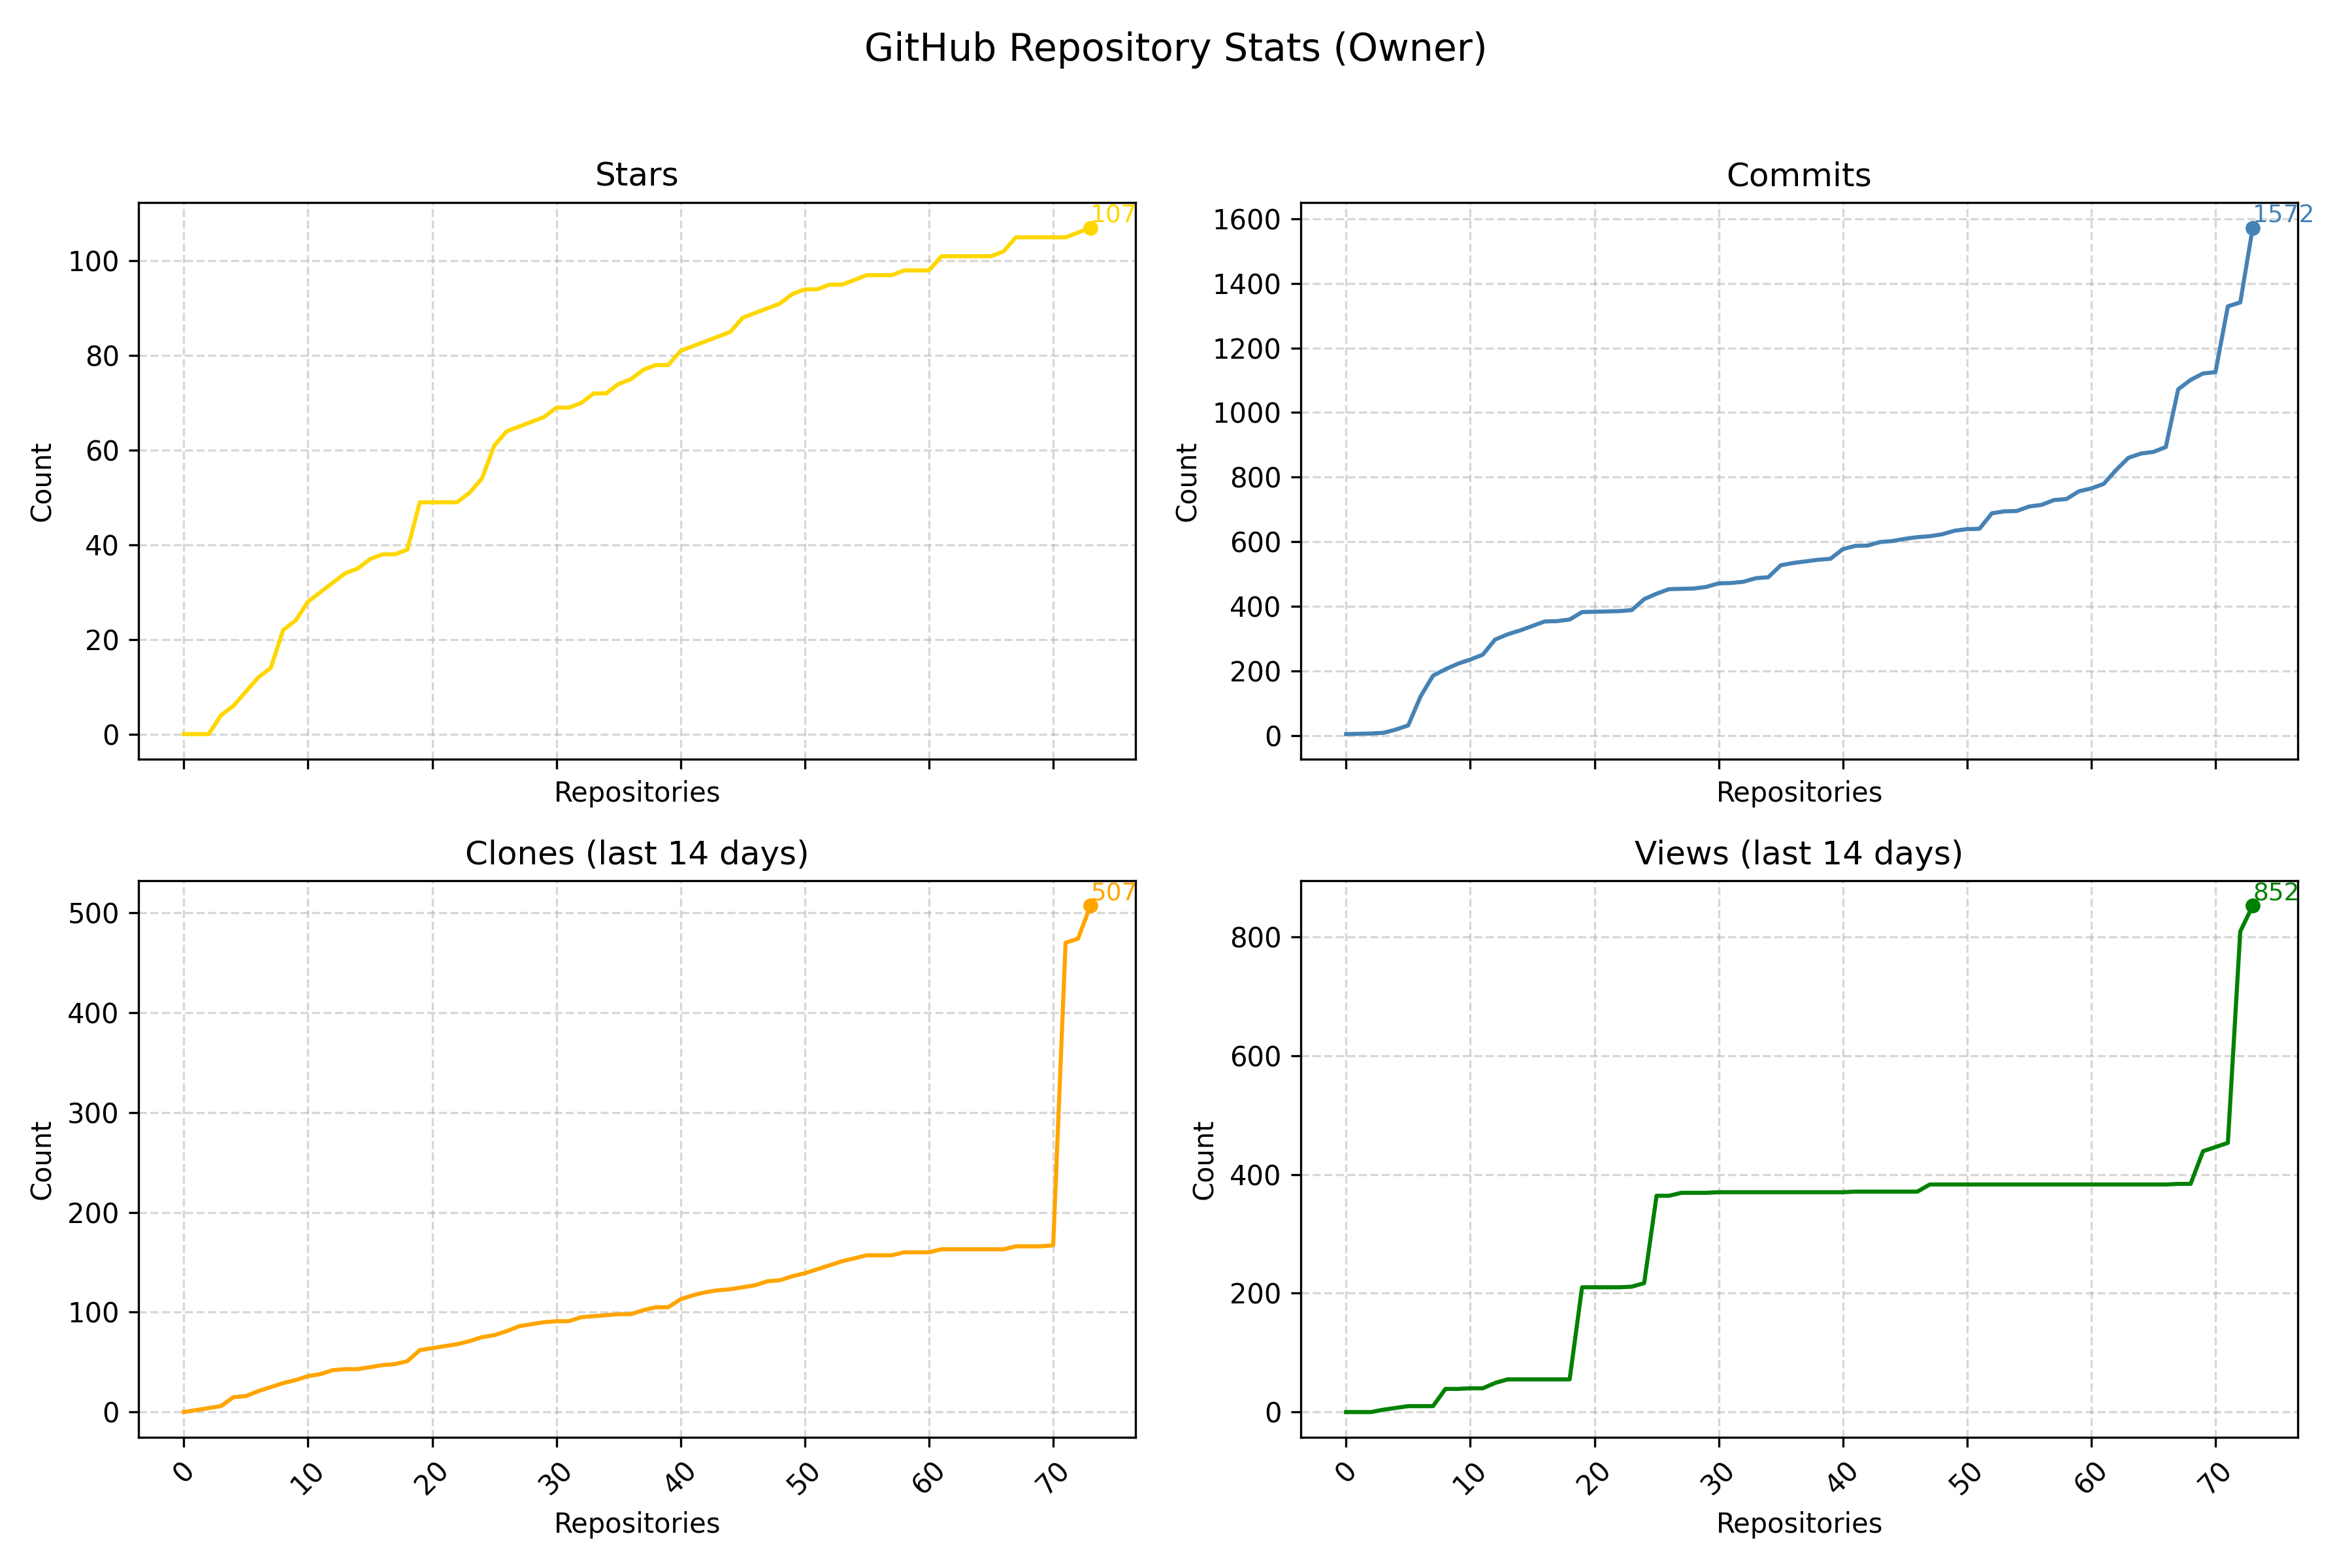 GitHub Repository Stats (Owner)
Stars
107
100
80
60
40
20
0
Count
Repositories
Commits
1572
1600
1400
1200
1000
800
600
400
200
0
Count
Repositories
Clones (last 14 days)
507
500
400
300
200
100
0
Count
0 10 20 30 40 50 60 70
Repositories
Views (last 14 days)
852
800
600
400
200
0
Count
0 10 20 30 40 50 60 70
Repositories